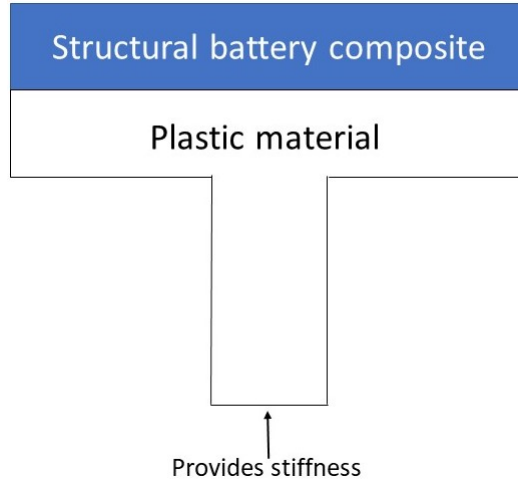 Structural battery composite
Plastic material
Provides stiffness